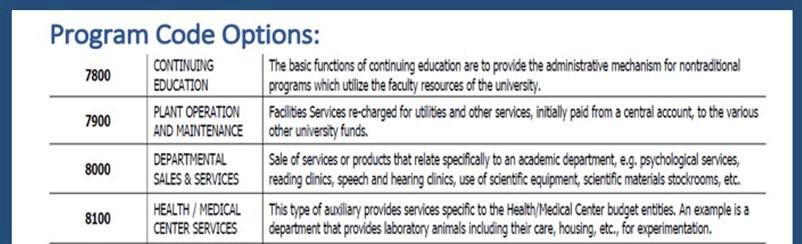 Program Code Options:
7800
CONTINUING
EDUCATION
The basic functions of continuing education are to provide the administrative mechanism for nontraditional
programs which utilize the faculty resources of the university.
7900
PLANT OPERATION
AND MAINTENANCE
Facilities Services re-charged for utilities and other services, initially paid from a central account, to the various
other university funds.
8000
DEPARTMENTAL
SALES & SERVICES
Sale of services or products that relate specifically to an academic department, e.g. psychological services,
reading clinics, speech and hearing clinics, use of scientific equipment, scientific materials stockrooms, etc.
8100
HEALTH / MEDICAL
CENTER SERVICES
This type of auxiliary provides services specific to the Health/Medical Center budget entities. An example is a
department that provides laboratory animals including their care, housing, etc., for experimentation.